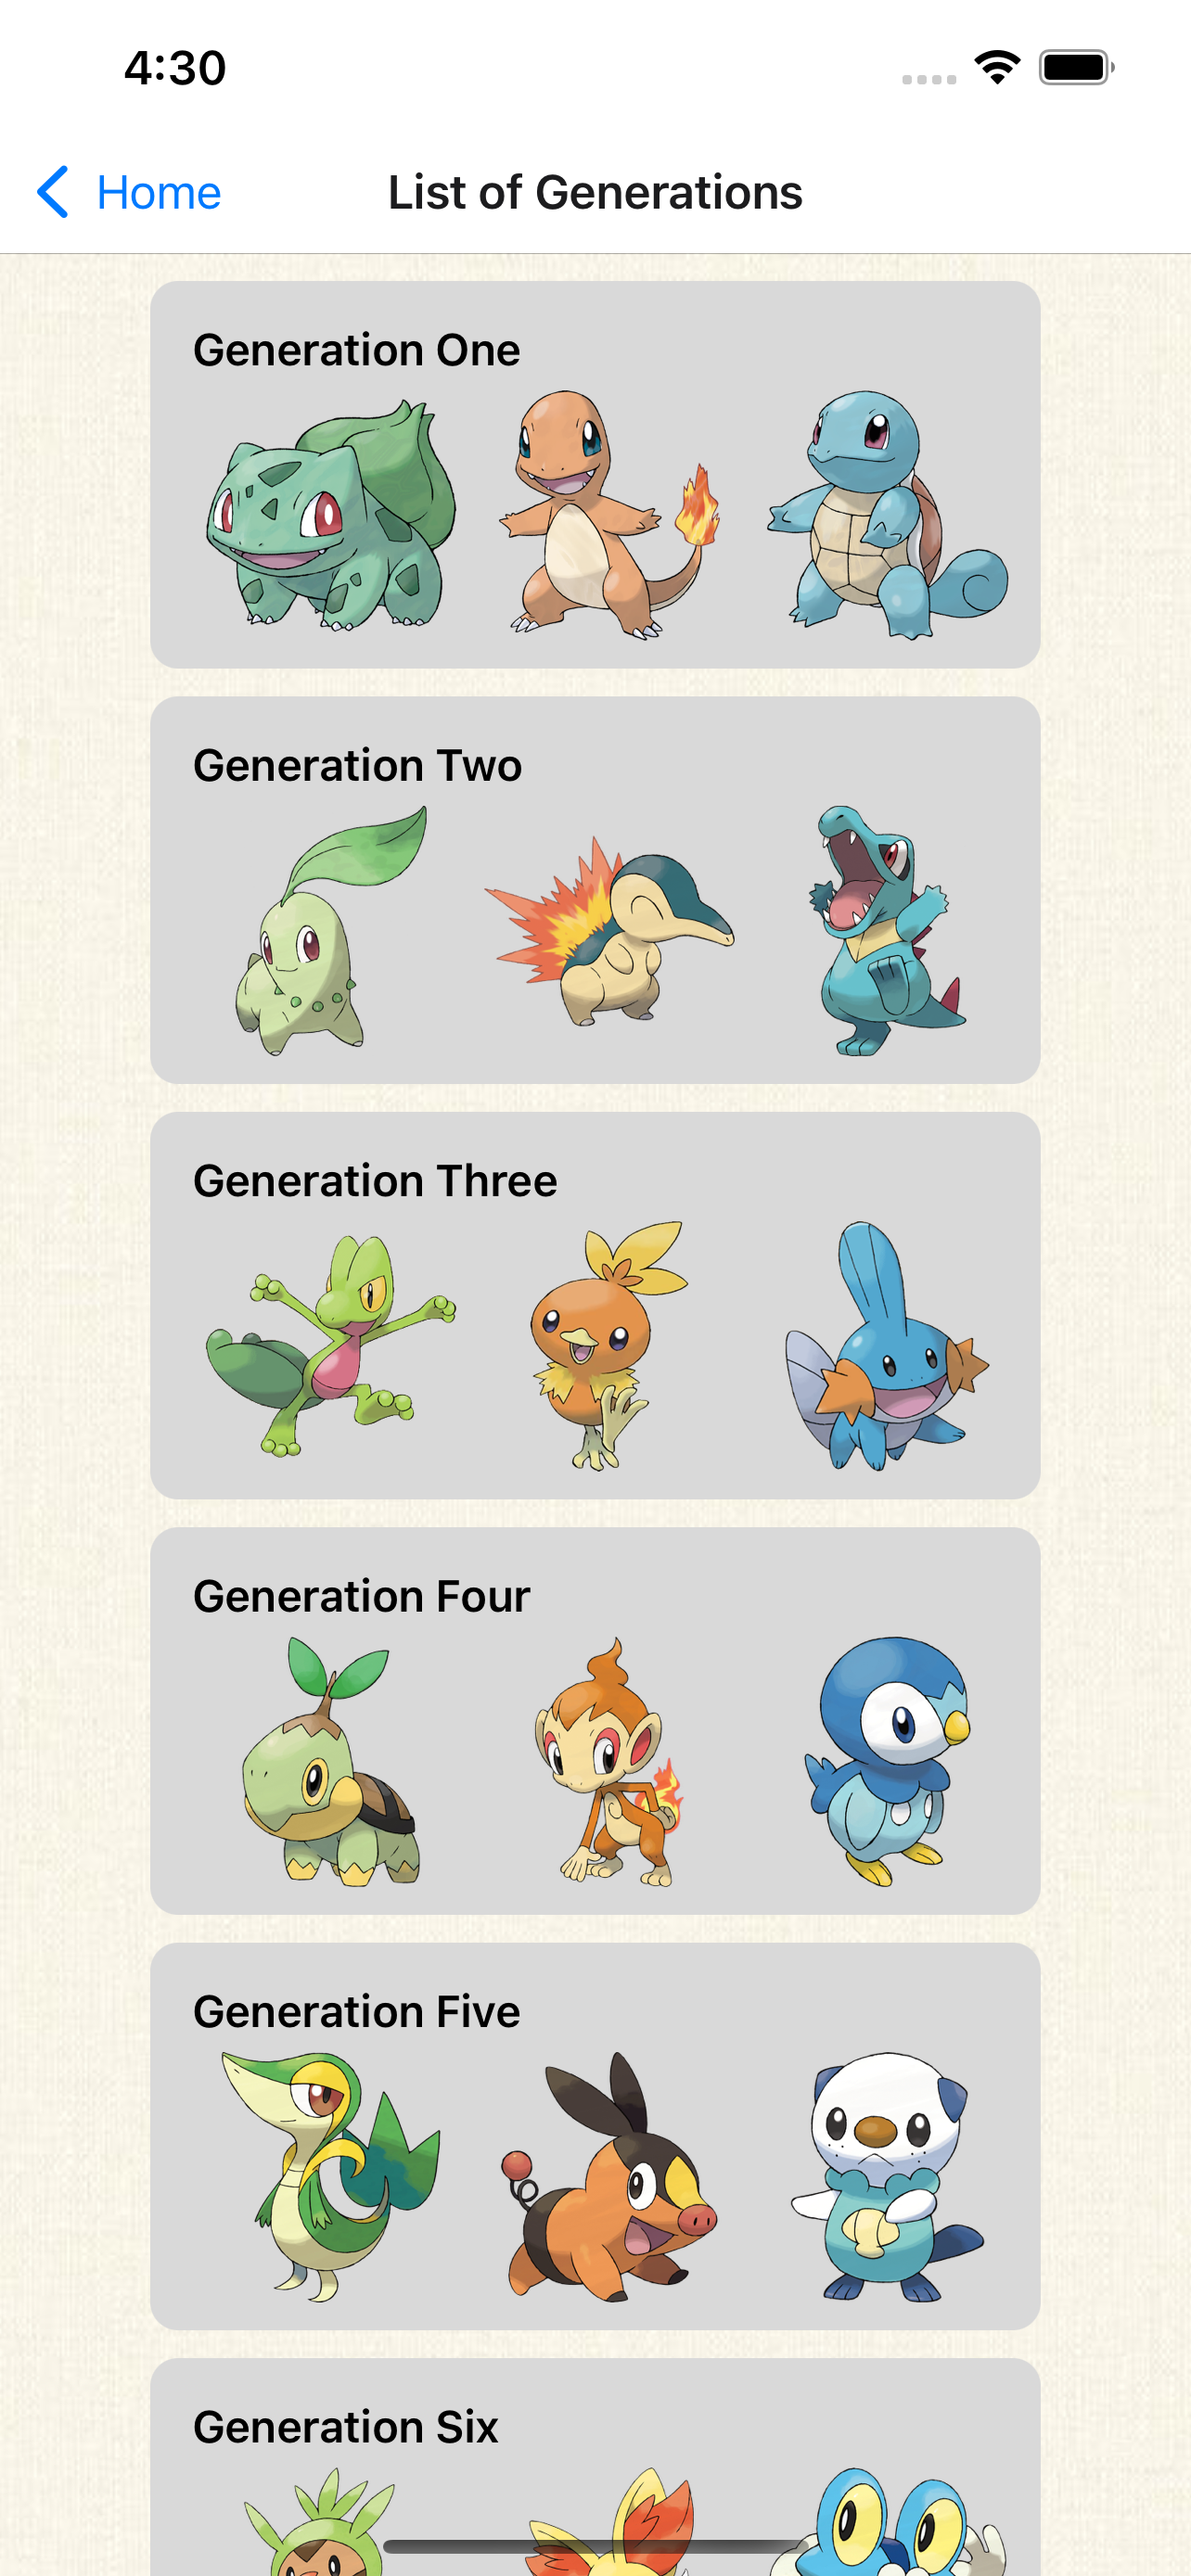 4:30
Home
List of Generations
Generation One
Generation Two
Generation Three
Generation Four
Generation Five
Generation Six